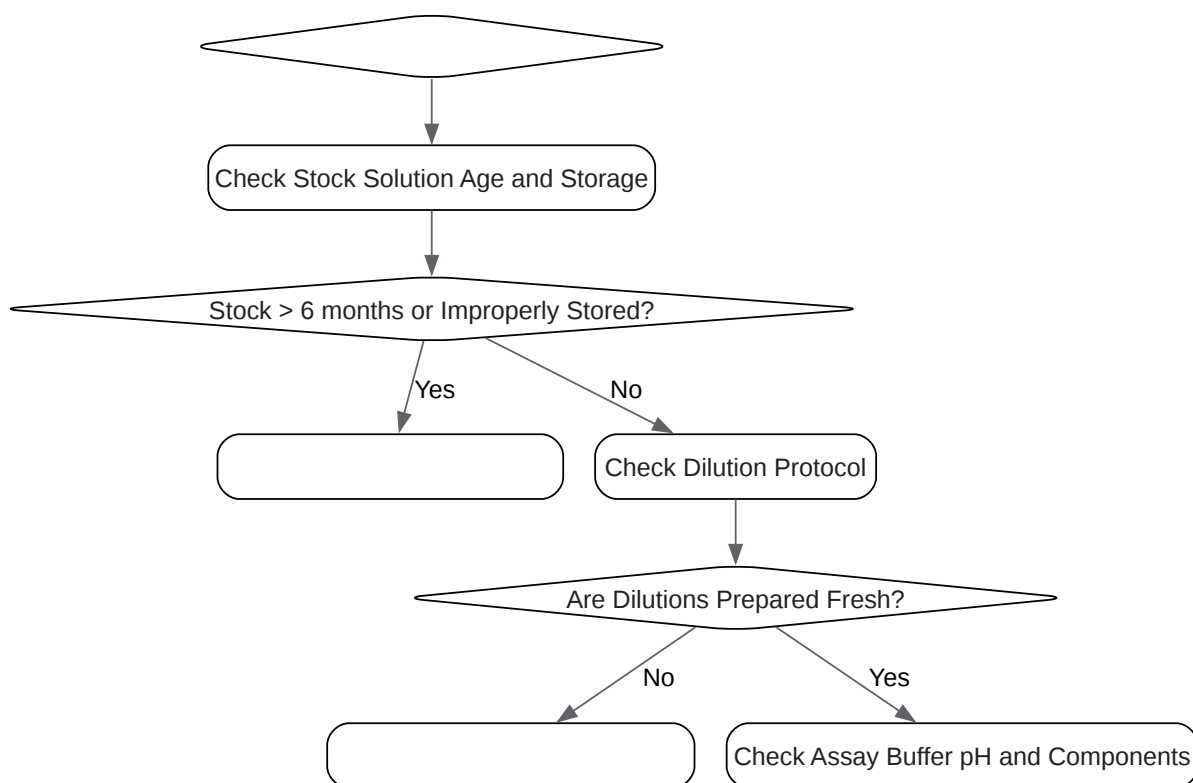 Check Stock Solution Age and Storage
Stock > 6 months or Improperly Stored?
Yes
No
Check Dilution Protocol
Are Dilutions Prepared Fresh?
No
Yes
Check Assay Buffer pH and Components